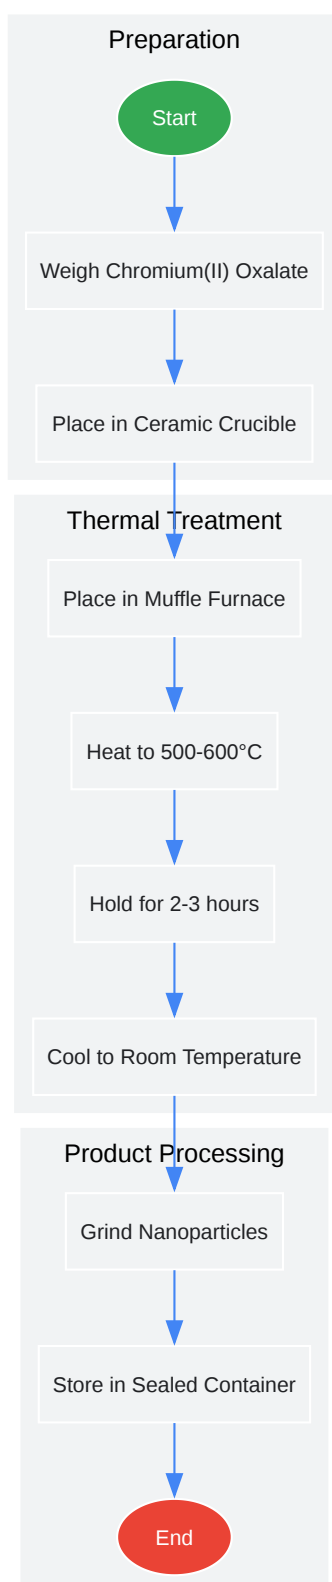 Preparation
Start
Weigh Chromium(II) Oxalate
Place in Ceramic Crucible
Thermal Treatment
Place in Muffle Furnace
Heat to 500-600°C
Hold for 2-3 hours
Cool to Room Temperature
Product Processing
Grind Nanoparticles
Store in Sealed Container
End